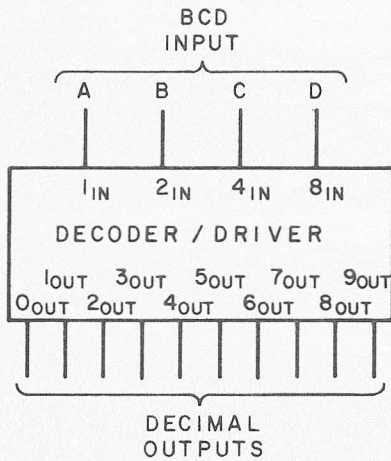 BCD
INPUT
A B C D
1IN 2IN 4IN 8IN
DECODER / DRIVER
1OUT 3OUT 5OUT 7OUT 9OUT
0OUT 2OUT 4OUT 6OUT 8OUT
DECIMAL
OUTPUTS